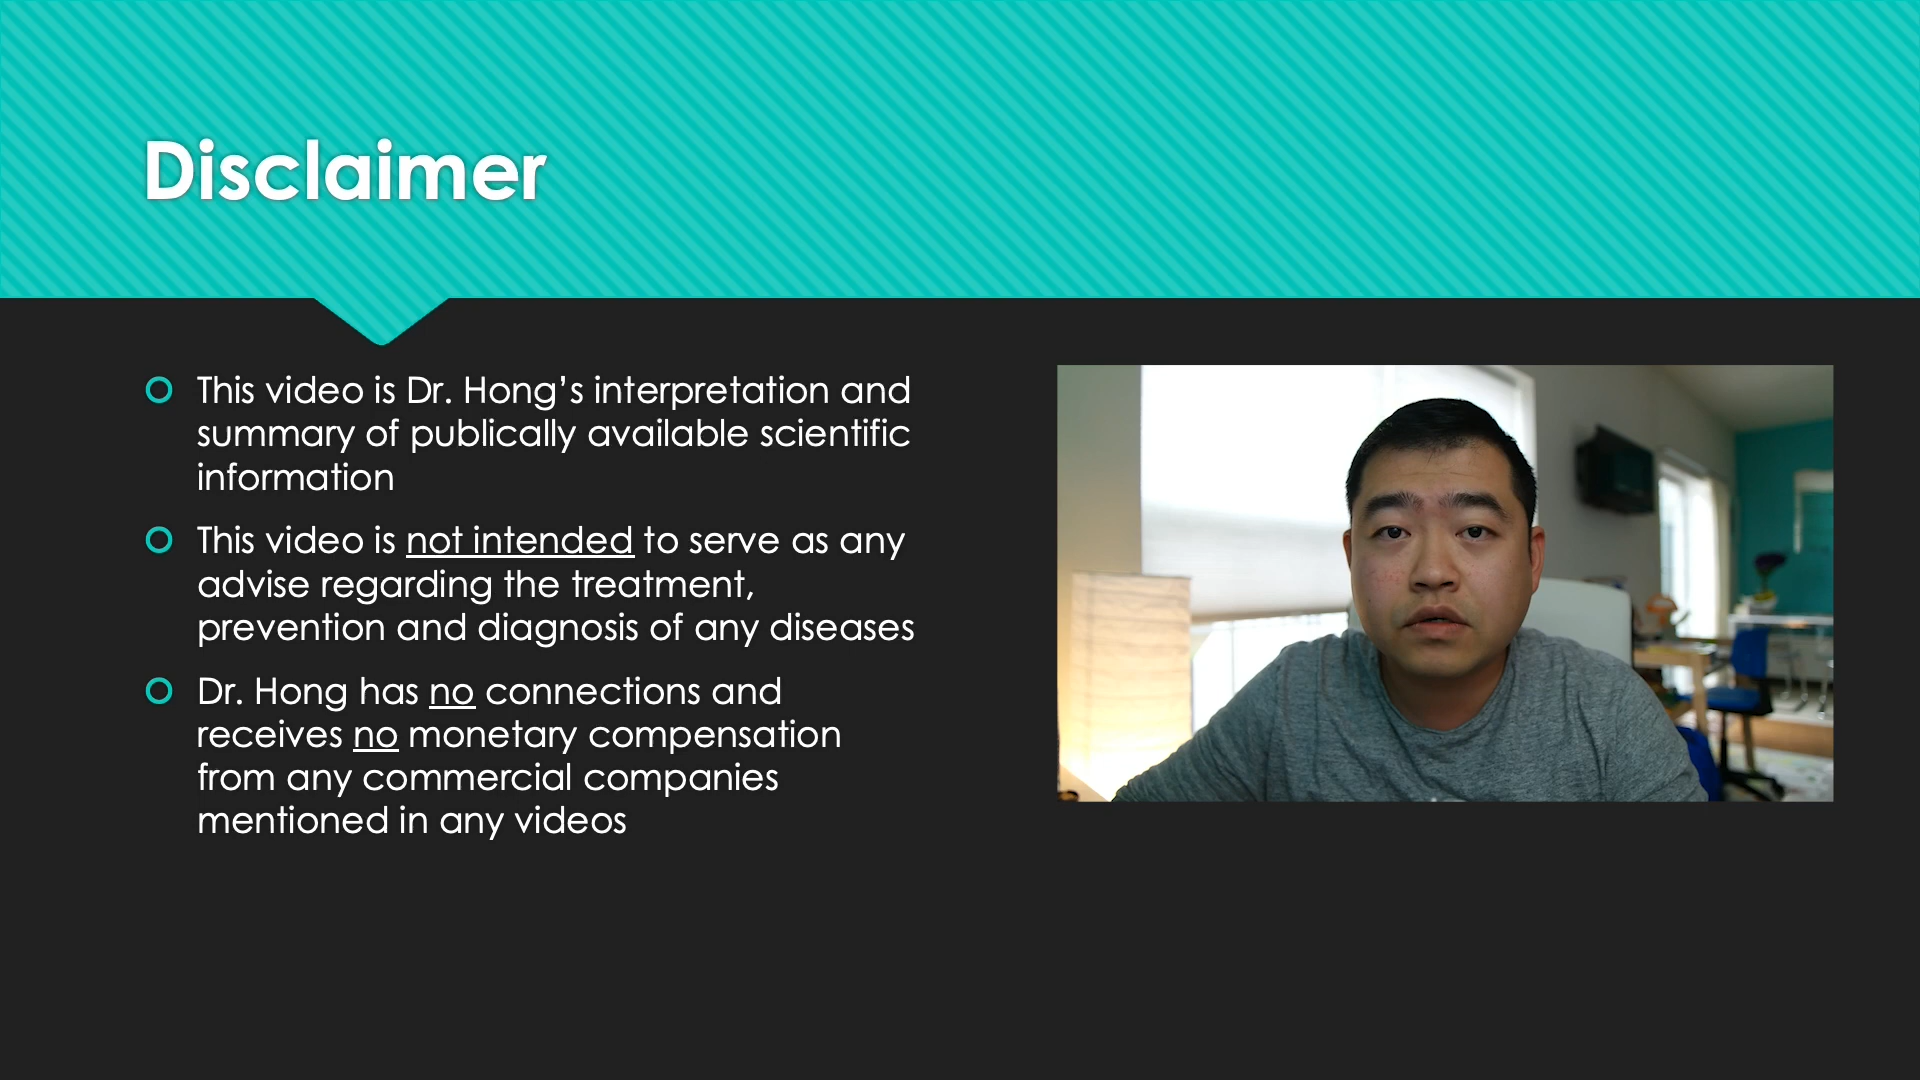 Disclaimer
This video is Dr. Hong’s interpretation and
summary of publically available scientific
information
This video is not intended to serve as any
advise regarding the treatment,
prevention and diagnosis of any diseases
Dr. Hong has no connections and
receives no monetary compensation
from any commercial companies
mentioned in any videos